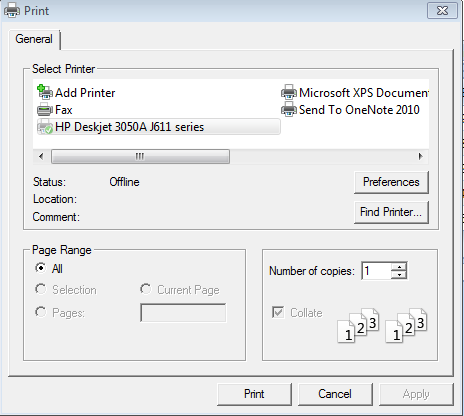 Print
General
Select Printer
Add Printer
Microsoft XPS Documen
Fax
Send To OneNote 2010
HP Deskjet 3050A J611 series
Status: Offline
Preferences
Location:
Comment:
Find Printer...
Page Range
All
Selection
Current Page
Pages:
Number of copies: 1
Collate
1 2 3 1 2 3
Print
Cancel
Apply